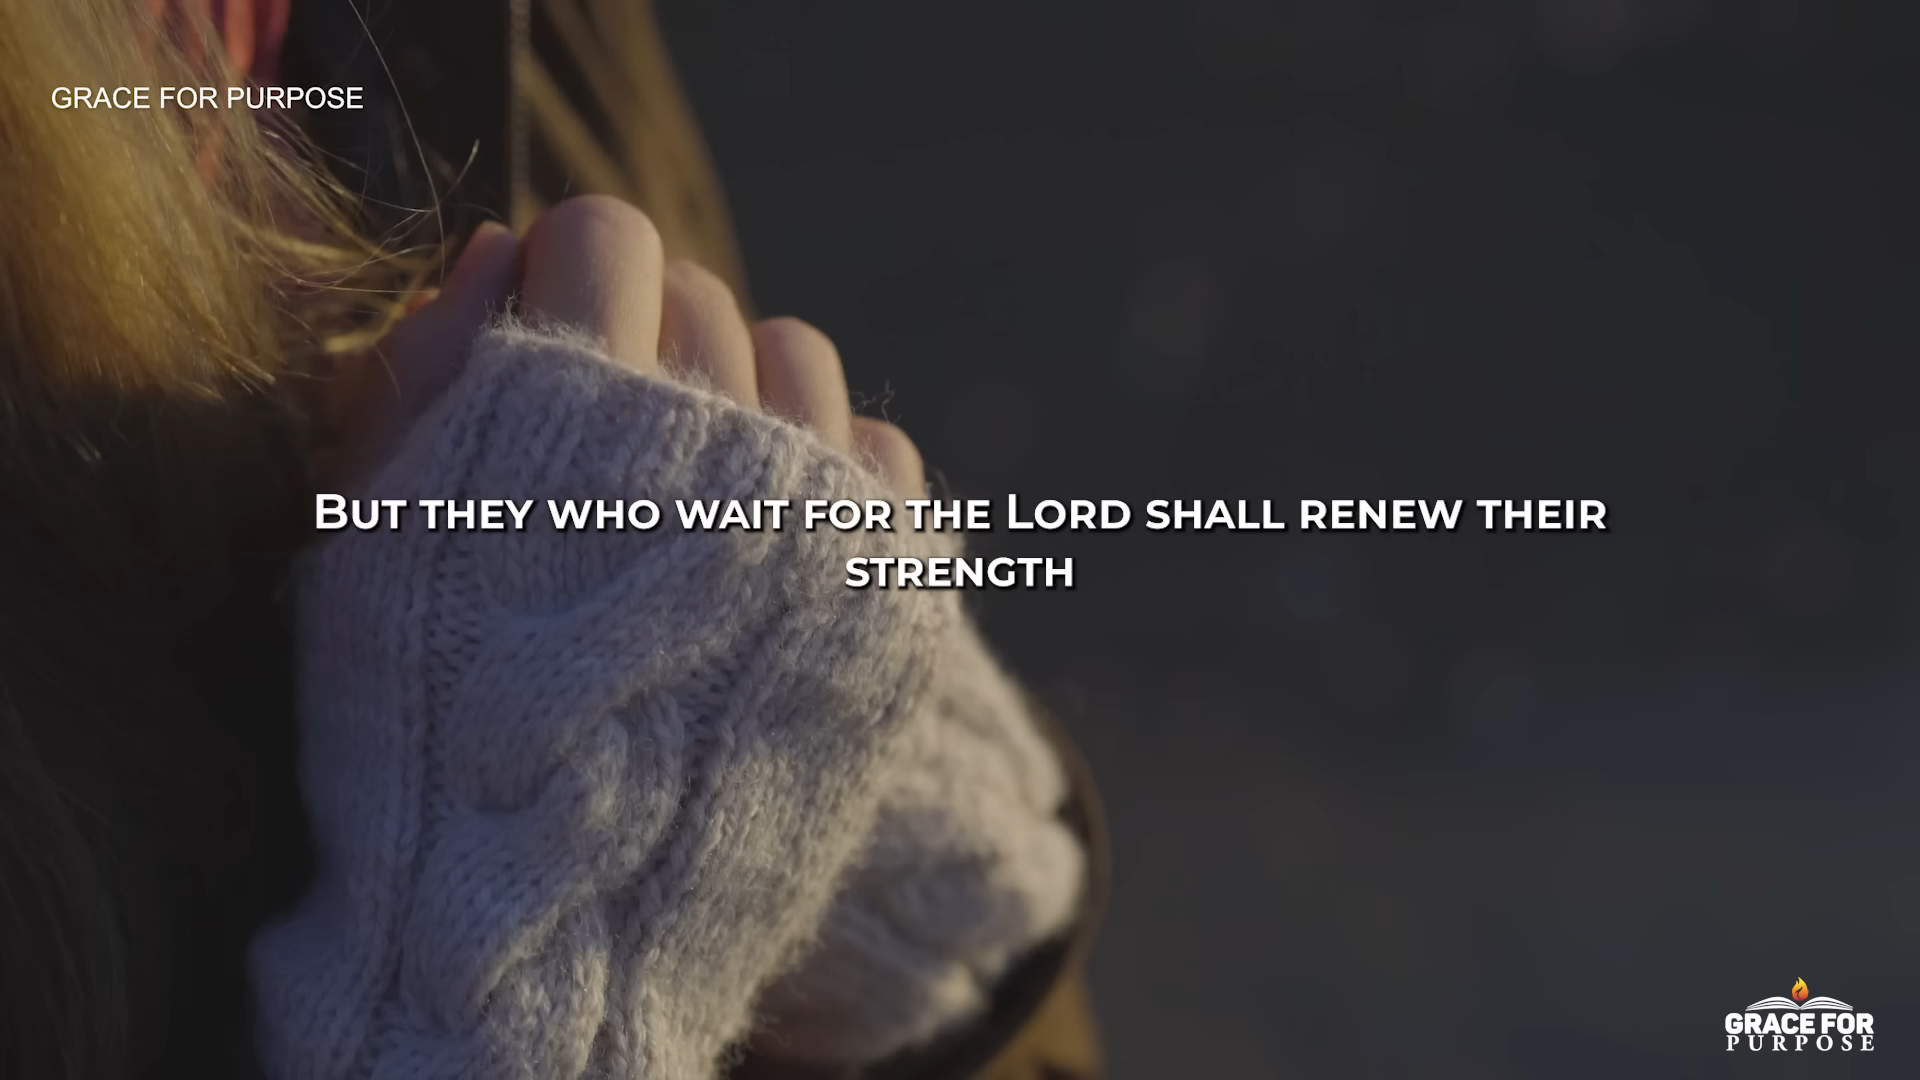 GRACE FOR PURPOSE
But they who wait for the Lord shall renew their
strength
GRACE FOR
PURPOSE